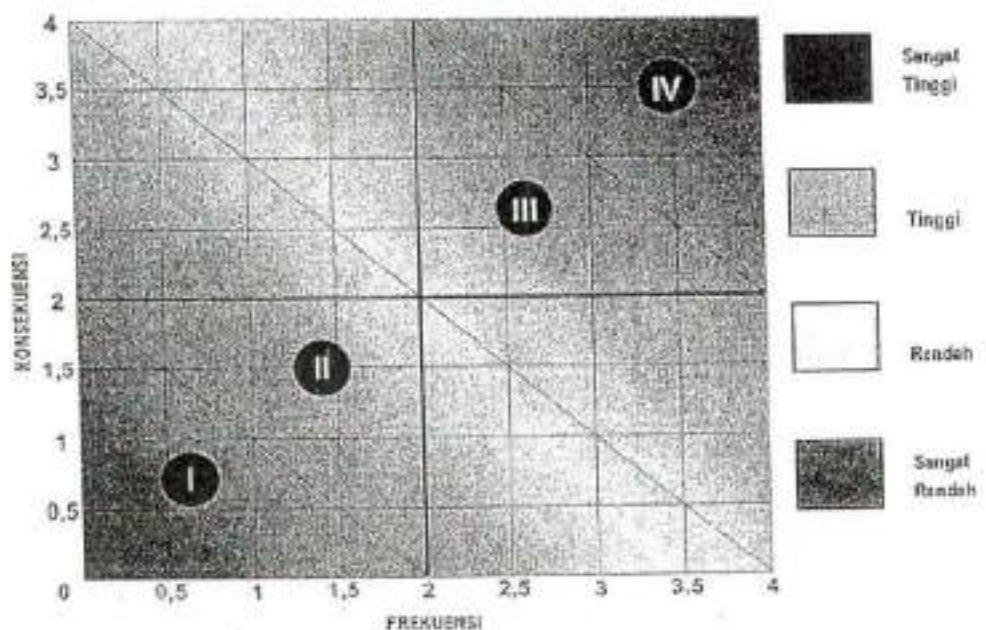 4
3,5
3
2,5
2
1,5
1
0,5
0
KONSEKUENSI
I
II
III
IV
0,5
1
1,5
2
2,5
3
3.5
4
FREKUENSI
Sangat
Tinggi
Tinggi
Rendah
Sangat
Rendah